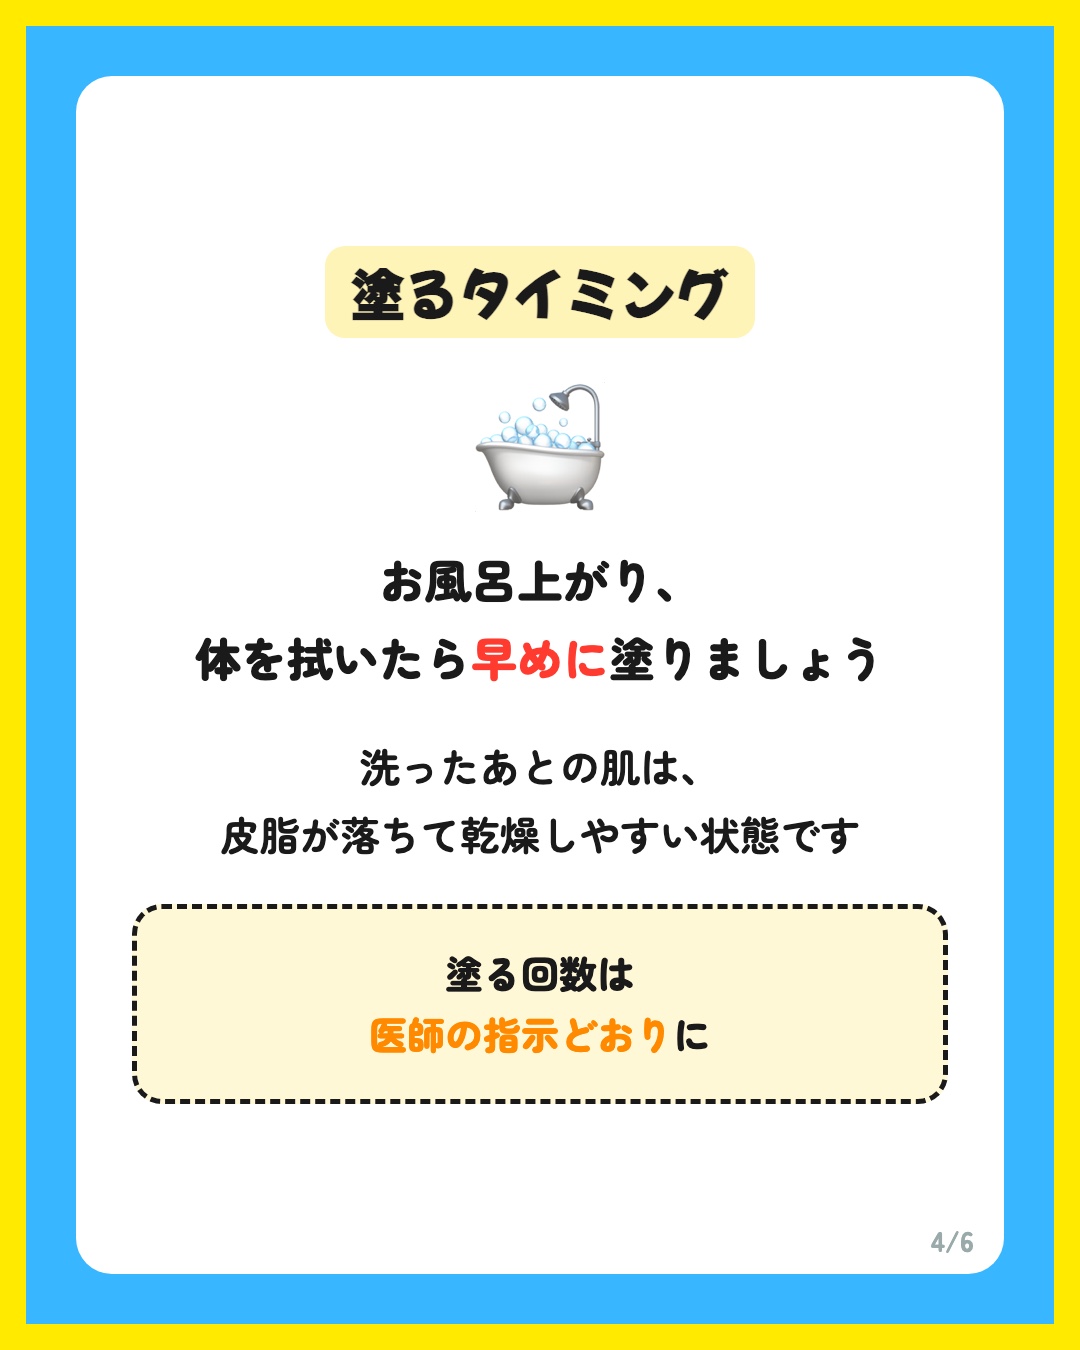 塗るタイミング
お風呂上がり、
体を拭いたら早めに塗りましょう
洗ったあとの肌は、
皮脂が落ちて乾燥しやすい状態です
塗る回数は
医師の指示どおりに
4/6